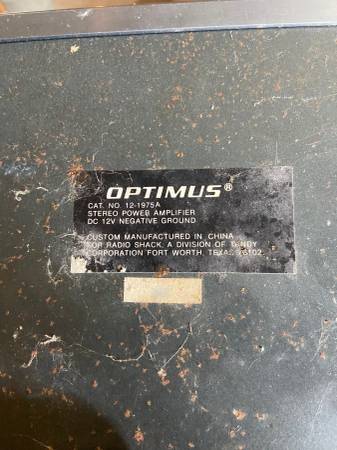 OPTIMUS®
CAT. NO. 12-1975A
STEREO POWER AMPLIFIER
DC 12V NEGATIVE GROUND
CUSTOM MANUFACTURED IN CHINA
FOR RADIO SHACK, A DIVISION OF TANDY
CORPORATION FORT WORTH, TEXAS 76102